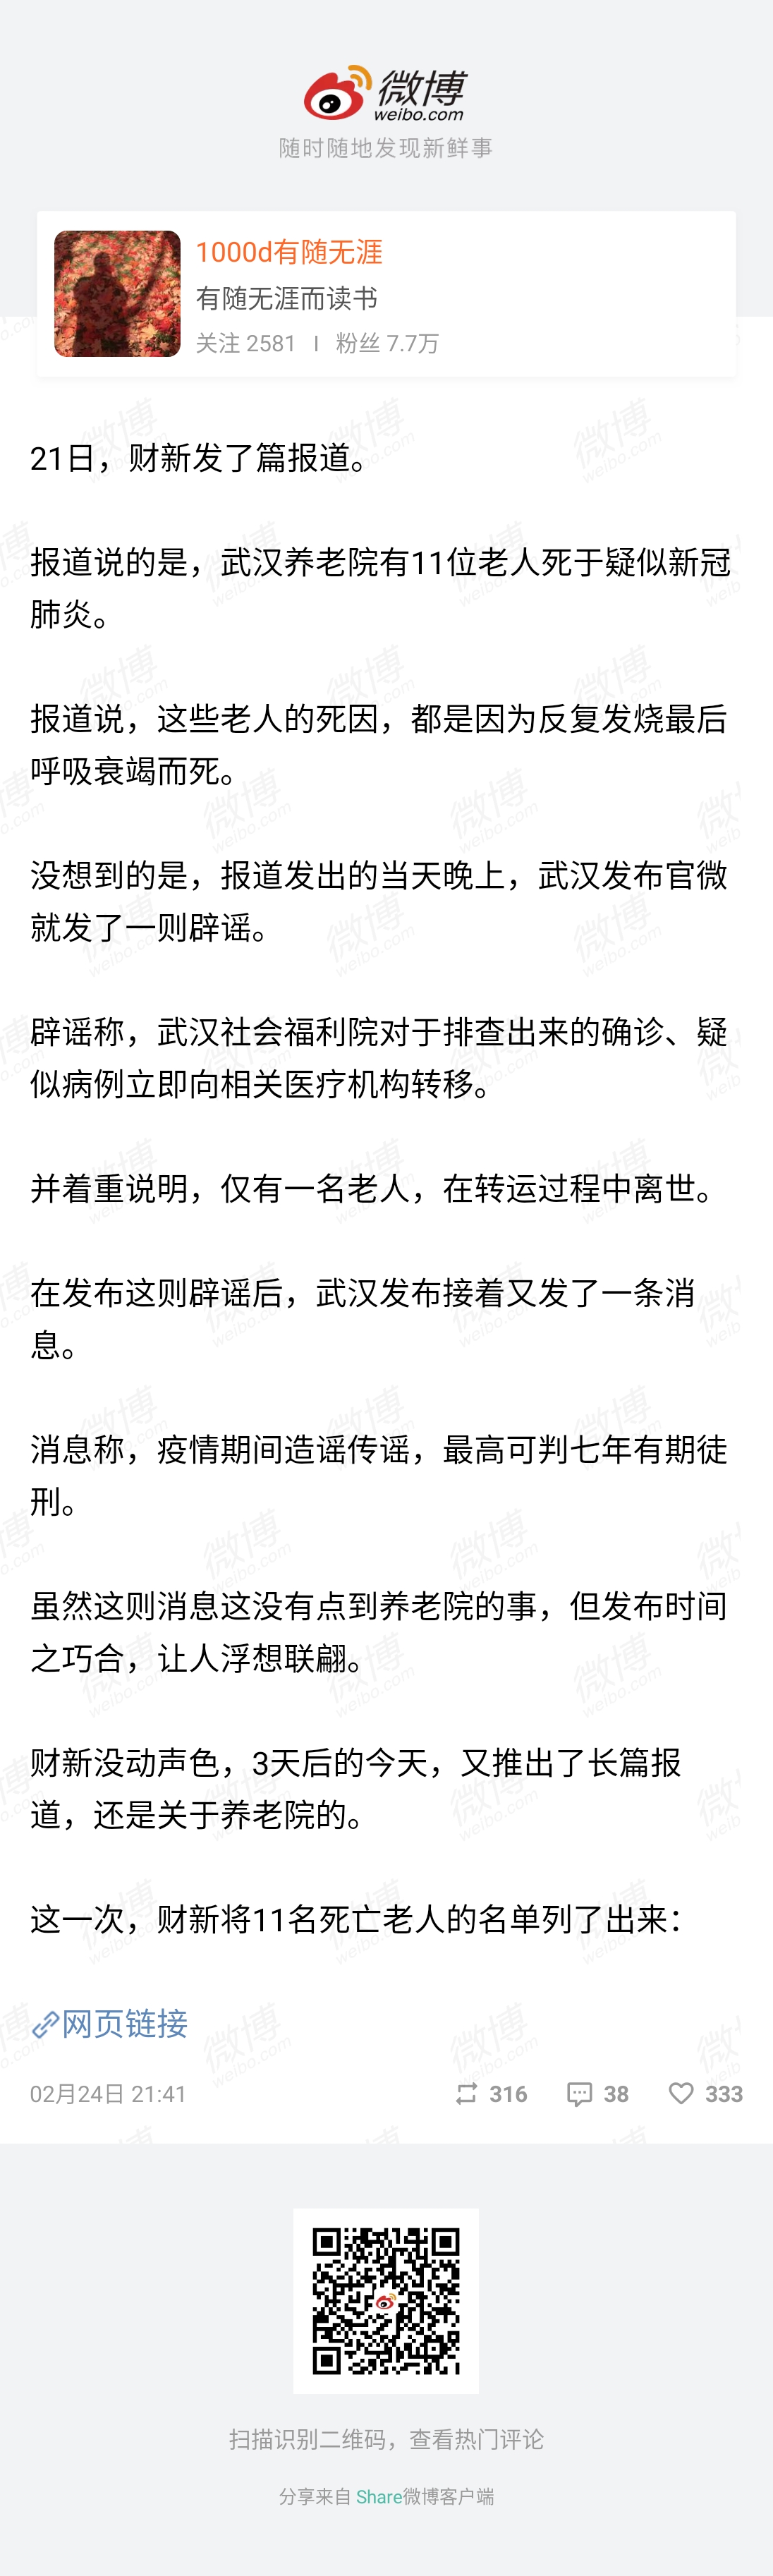 微博
weibo.com
随时随地发现新鲜事
1000d有随无涯
有随无涯而读书
关注 2581 | 粉丝 7.7万
21日，财新发了篇报道。
报道说的是，武汉养老院有11位老人死于疑似新冠
肺炎。
报道说，这些老人的死因，都是因为反复发烧最后
呼吸衰竭而死。
没想到的是，报道发出的当天晚上，武汉发布官微
就发了一则辟谣。
辟谣称，武汉社会福利院对于排查出来的确诊、疑
似病例立即向相关医疗机构转移。
并着重说明，仅有一名老人，在转运过程中离世。
在发布这则辟谣后，武汉发布接着又发了一条消
息。
消息称，疫情期间造谣传谣，最高可判七年有期徒
刑。
虽然这则消息这没有点到养老院的事，但发布时间
之巧合，让人浮想联翩。
财新没动声色，3天后的今天，又推出了长篇报
道，还是关于养老院的。
这一次，财新将11名死亡老人的名单列了出来：
网页链接
02月24日 21:41 316 38 333
扫描识别二维码，查看热门评论
分享来自 Share微博客户端